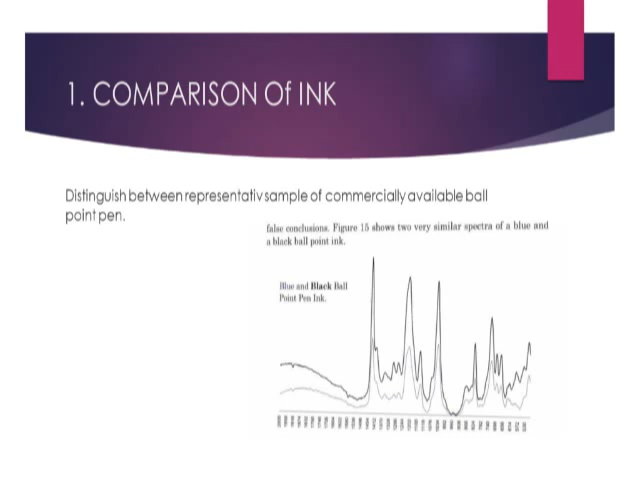 1. COMPARISON Of INK
Distinguish between representativ sample of commercially available ball
point pen.
false conclusions. Figure 15 shows two very similar spectra of a blue and
a black ball point ink.
Blue and Black Ball
Point Pen Ink.